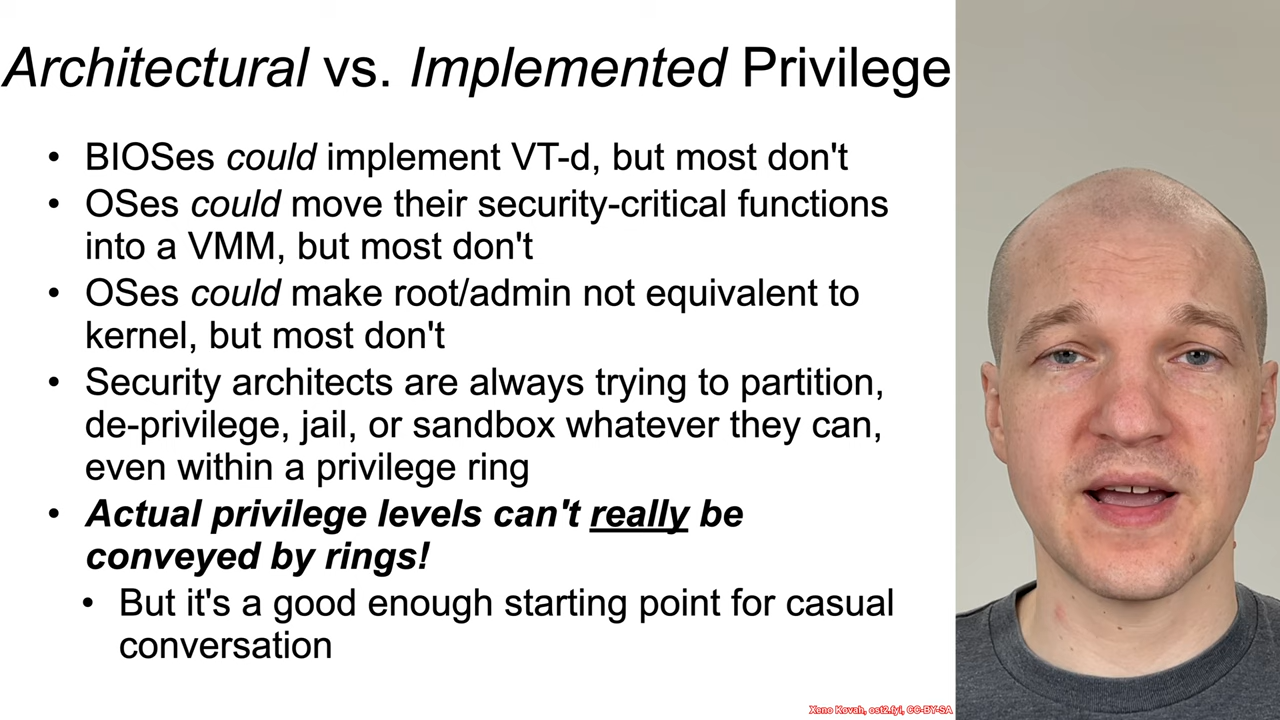 Architectural vs. Implemented Privilege
• BIOSes could implement VT-d, but most don't
• OSes could move their security-critical functions
into a VMM, but most don't
• OSes could make root/admin not equivalent to
kernel, but most don't
• Security architects are always trying to partition,
de-privilege, jail, or sandbox whatever they can,
even within a privilege ring
• Actual privilege levels can't really be
conveyed by rings!
• But it's a good enough starting point for casual
conversation
Xeno Kovah, ost2.fyi, CC-BY-SA